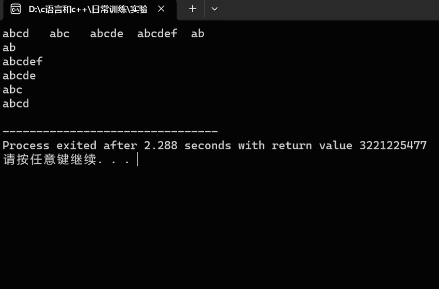 D:\c语言和c++\日常训练\实验
abcd   abc   abcde  abcdef  ab
ab
abcdef
abcde
abc
abcd
--------------------------------
Process exited after 2.288 seconds with return value 3221225477
请按任意键继续. . .